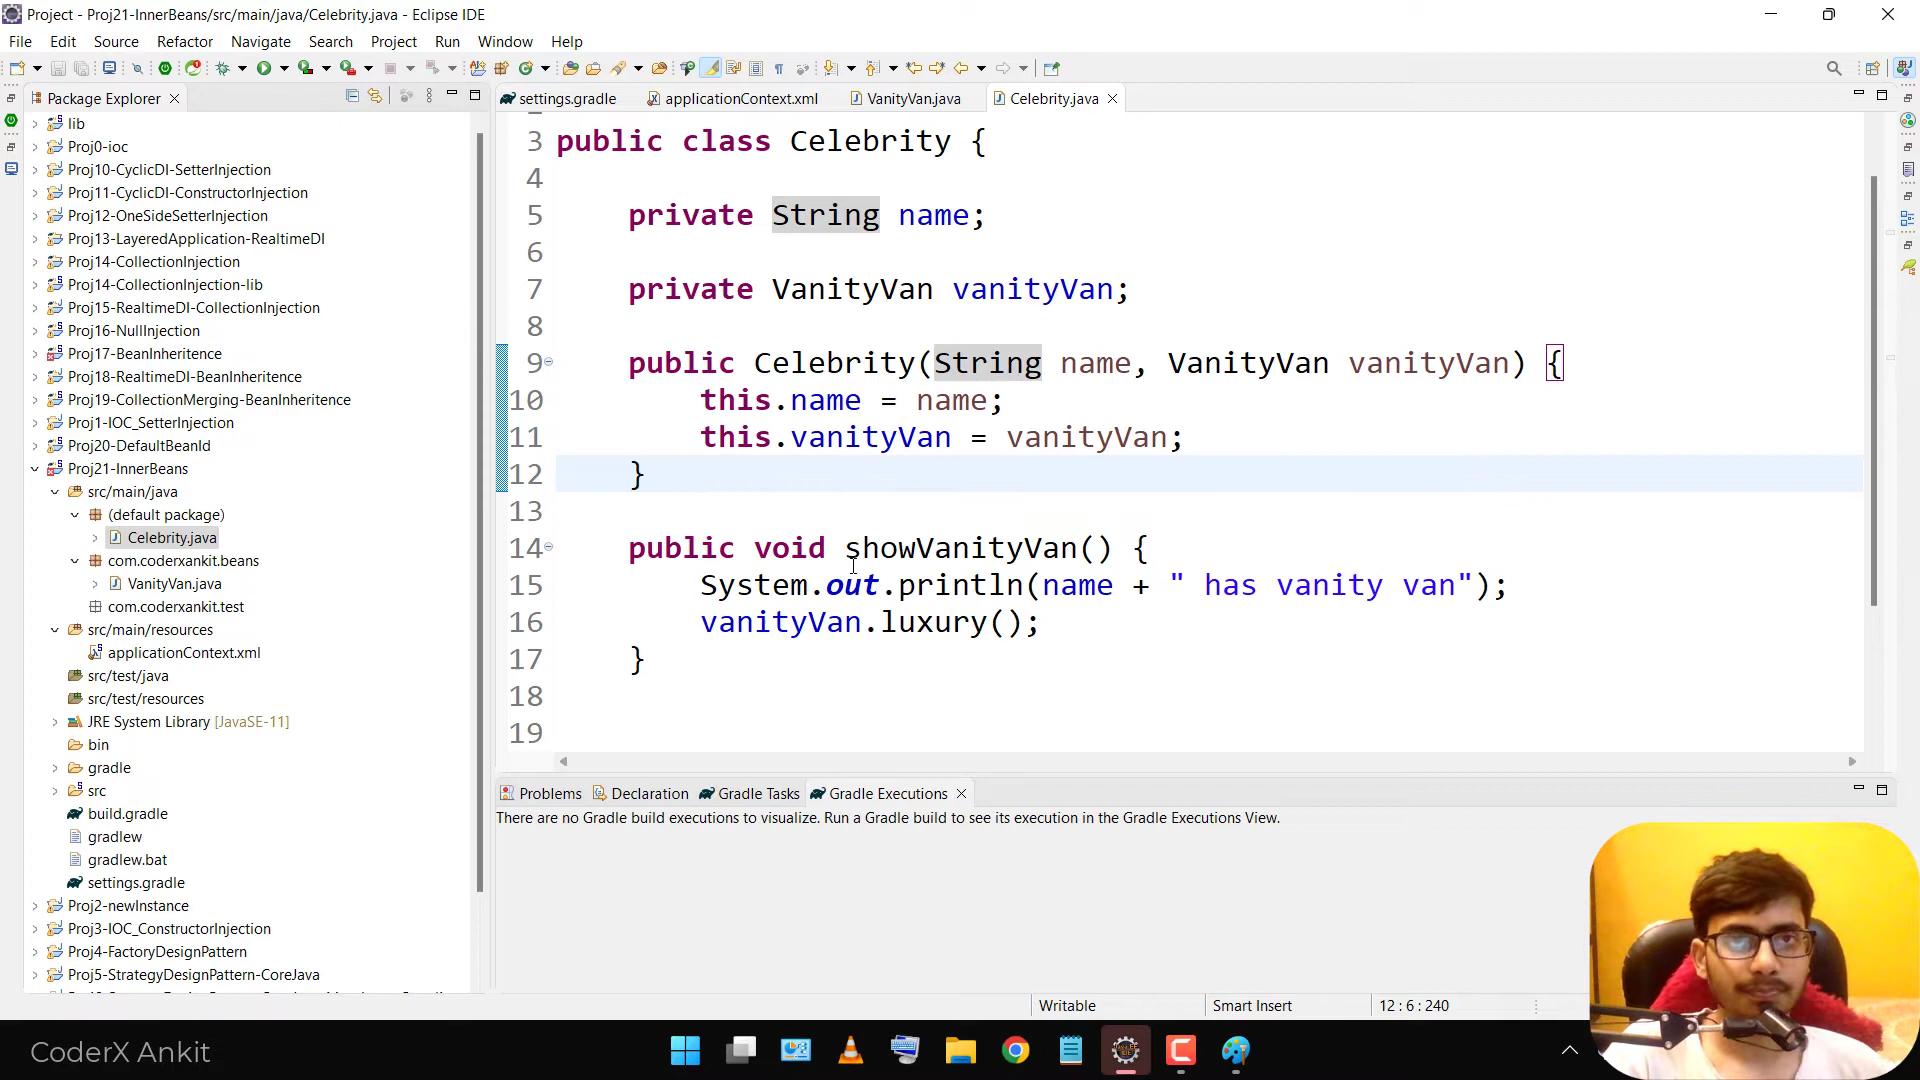 Project - Proj21-InnerBeans/src/main/java/Celebrity.java - Eclipse IDE
File Edit Source Refactor Navigate Search Project Run Window Help
Package Explorer
settings.gradle applicationContext.xml VanityVan.java Celebrity.java
lib
Proj0-ioc
Proj10-CyclicDI-SetterInjection
Proj11-CyclicDI-ConstructorInjection
Proj12-OneSideSetterInjection
Proj13-LayeredApplication-RealtimeDI
Proj14-CollectionInjection
Proj14-CollectionInjection-lib
Proj15-RealtimeDI-CollectionInjection
Proj16-NullInjection
Proj17-BeanInheritence
Proj18-RealtimeDI-BeanInheritence
Proj19-CollectionMerging-BeanInheritence
Proj1-IOC_SetterInjection
Proj20-DefaultBeanId
Proj21-InnerBeans
src/main/java
(default package)
Celebrity.java
com.coderxankit.beans
VanityVan.java
com.coderxankit.test
src/main/resources
applicationContext.xml
src/test/java
src/test/resources
JRE System Library [JavaSE-11]
bin
gradle
src
build.gradle
gradlew
gradlew.bat
settings.gradle
Proj2-newInstance
Proj3-IOC_ConstructorInjection
Proj4-FactoryDesignPattern
Proj5-StrategyDesignPattern-CoreJava
3 public class Celebrity {
4
5 private String name;
6
7 private VanityVan vanityVan;
8
9 public Celebrity(String name, VanityVan vanityVan) {
10 this.name = name;
11 this.vanityVan = vanityVan;
12 }
13
14 public void showVanityVan() {
15 System.out.println(name + " has vanity van");
16 vanityVan.luxury();
17 }
18
19
Problems Declaration Gradle Tasks Gradle Executions
There are no Gradle build executions to visualize. Run a Gradle build to see its execution in the Gradle Executions View.
Writable Smart Insert 12 : 6 : 240
CoderX Ankit